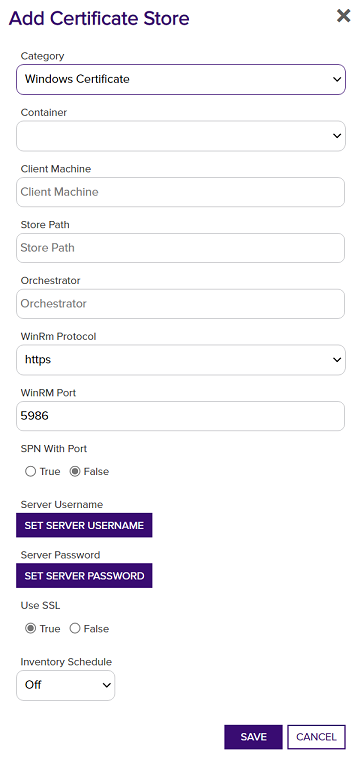 Add Certificate Store
Category
Windows Certificate
Container
Client Machine
Client Machine
Store Path
Store Path
Orchestrator
Orchestrator
WinRm Protocol
https
WinRM Port
5986
SPN With Port
True False
Server Username
SET SERVER USERNAME
Server Password
SET SERVER PASSWORD
Use SSL
True False
Inventory Schedule
Off
SAVE CANCEL